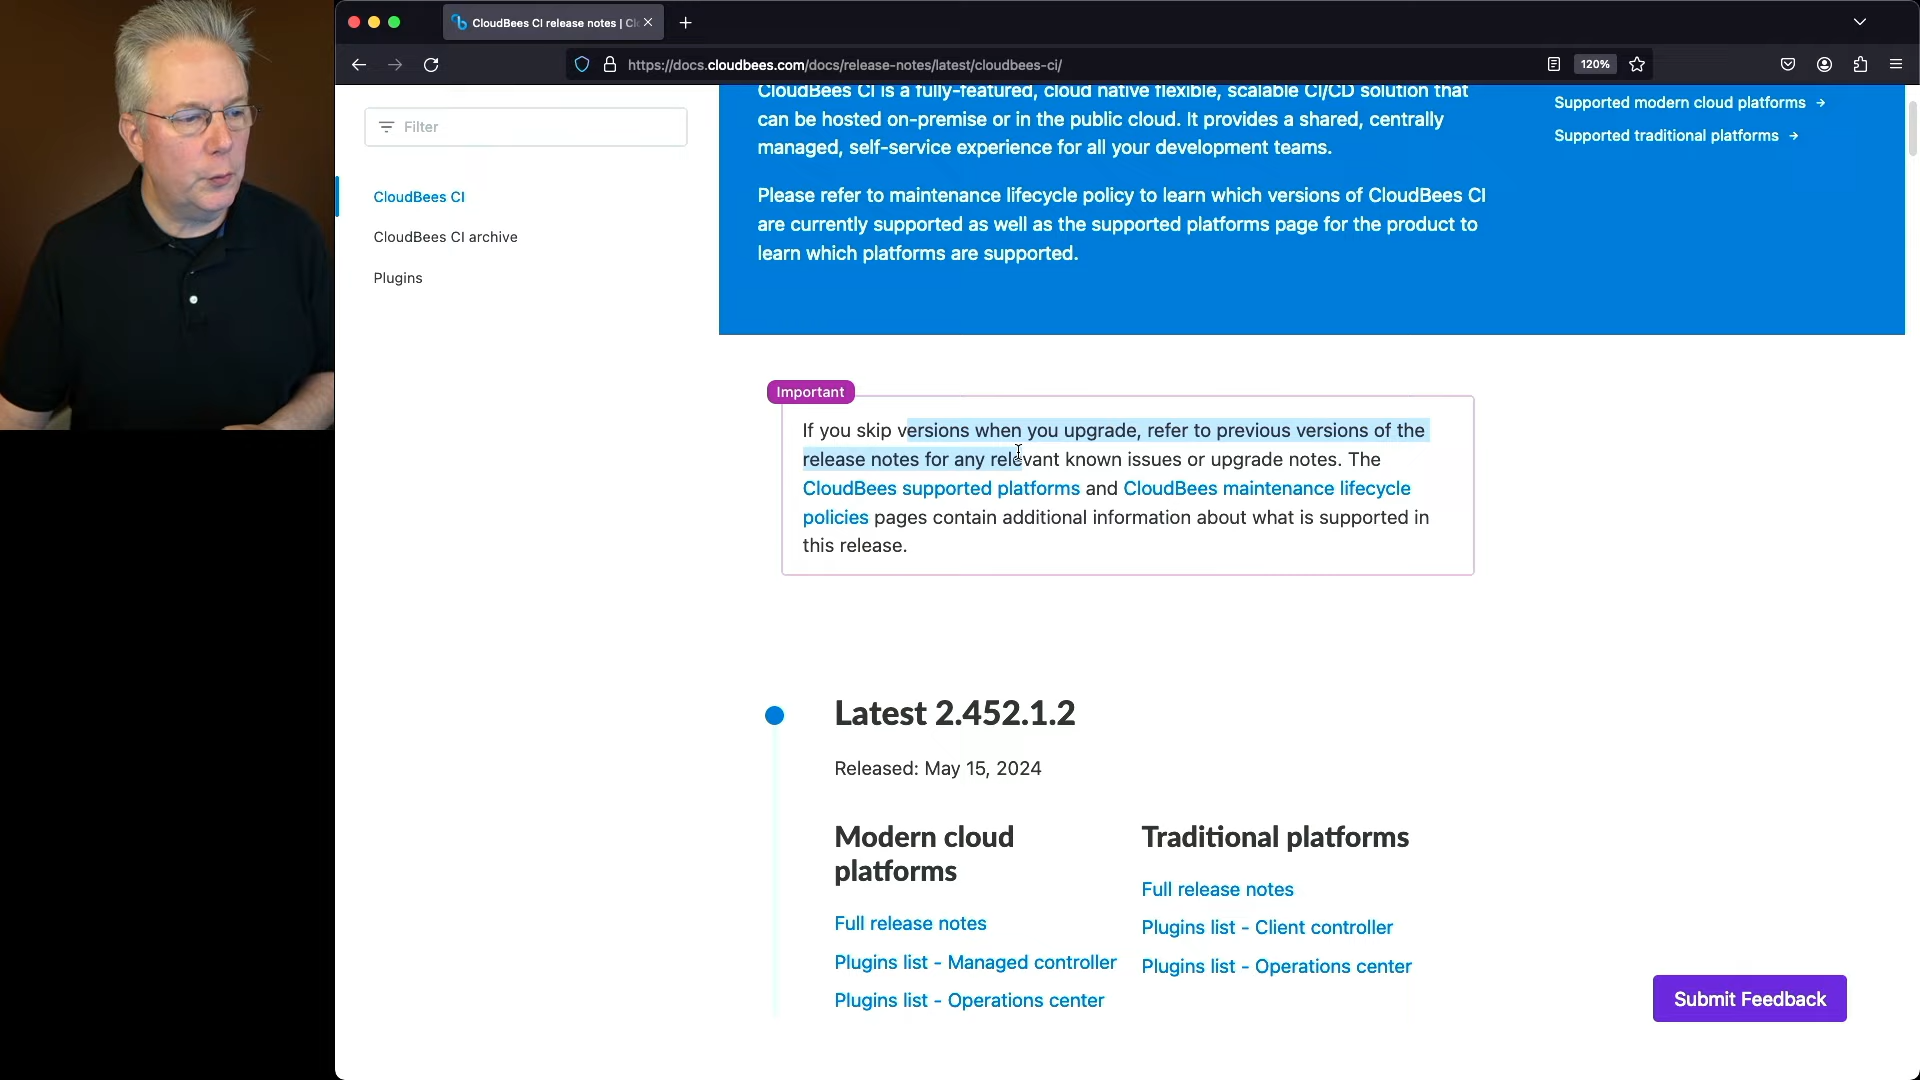 CloudBees CI release notes | Cl
https://docs.cloudbees.com/docs/release-notes/latest/cloudbees-ci/
120%
Filter
CloudBees CI
CloudBees CI archive
Plugins
CloudBees CI is a fully-featured, cloud native flexible, scalable CI/CD solution that
can be hosted on-premise or in the public cloud. It provides a shared, centrally
managed, self-service experience for all your development teams.
Please refer to maintenance lifecycle policy to learn which versions of CloudBees CI
are currently supported as well as the supported platforms page for the product to
learn which platforms are supported.
Supported modern cloud platforms →
Supported traditional platforms →
Important
If you skip versions when you upgrade, refer to previous versions of the
release notes for any relevant known issues or upgrade notes. The
CloudBees supported platforms and CloudBees maintenance lifecycle
policies pages contain additional information about what is supported in
this release.
Latest 2.452.1.2
Released: May 15, 2024
Modern cloud
platforms
Full release notes
Plugins list - Managed controller
Plugins list - Operations center
Traditional platforms
Full release notes
Plugins list - Client controller
Plugins list - Operations center
Submit Feedback